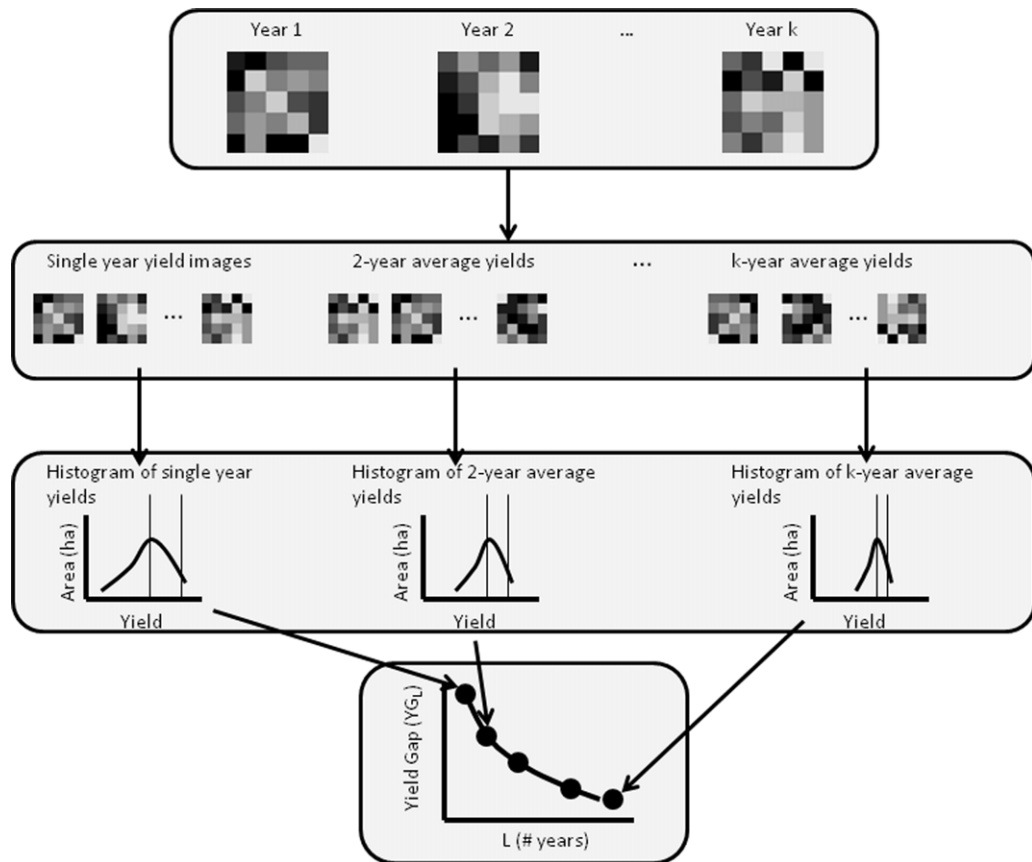 Year 1
Year 2
...
Year k
Single year yield images
2-year average yields
...
k-year average yields
...
...
...
Histogram of single year
yields
Histogram of 2-year average
yields
Histogram of k-year average
yields
Area (ha)
Yield
Area (ha)
Yield
Area (ha)
Yield
Yield Gap (YG_L)
L (# years)